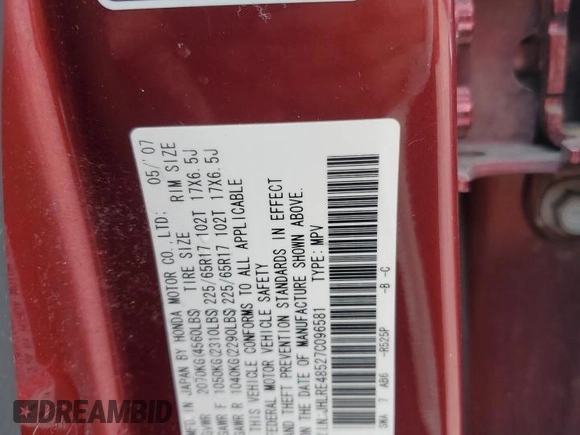 MFD. IN JAPAN BY HONDA MOTOR CO.,LTD: 05/'07
GVWR 2070KG(4560LBS) TIRE SIZE RIM SIZE
GAWR F 1050KG(2310LBS) 225/65R17 102T 17X6.5J
GAWR R 1040KG(2290LBS) 225/65R17 102T 17X6.5J
THIS VEHICLE CONFORMS TO ALL APPLICABLE
FEDERAL MOTOR VEHICLE SAFETY
AND THEFT PREVENTION STANDARDS IN EFFECT
ON THE DATE OF MANUFACTURE SHOWN ABOVE.
V.I.N.JHLRE48527C096581 TYPE: MPV
SWA 7 AB6 -R525P -B -C
DREAMBID